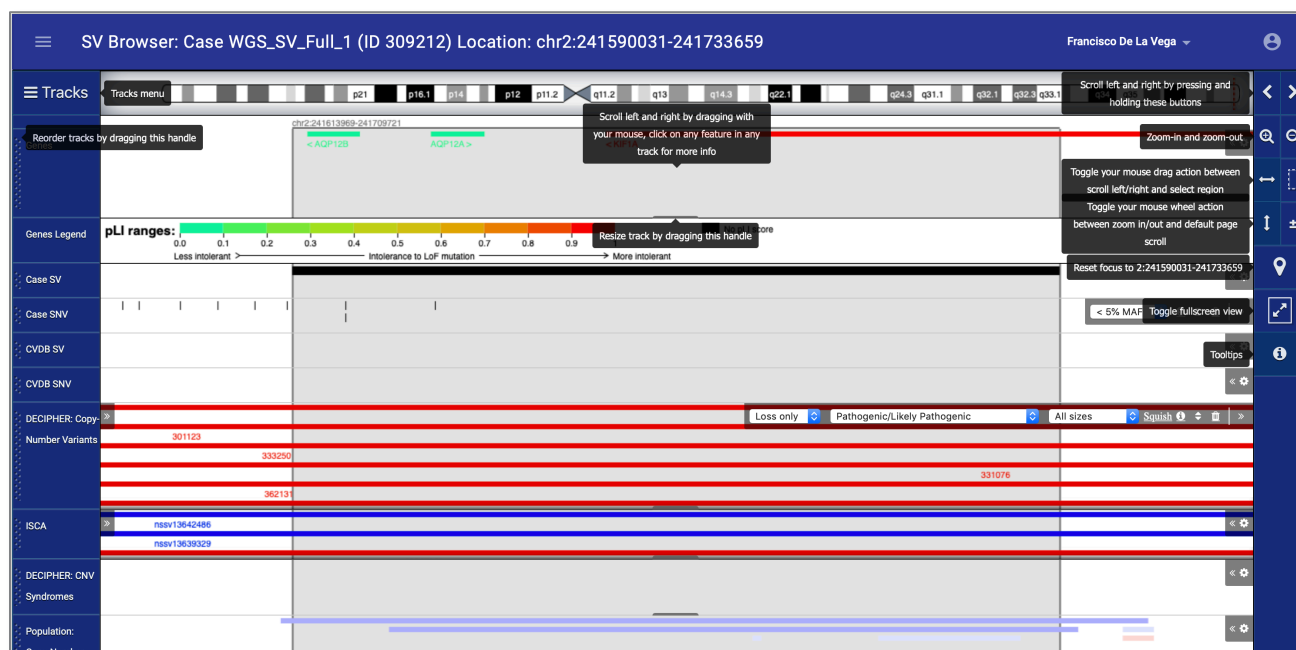 SV Browser: Case WGS_SV_Full_1 (ID 309212) Location: chr2:241590031-241733659
Francisco De La Vega
Tracks
Tracks menu
p21 p16.1 p14 p12 p11.2 q11.2 q13 q14.3 q22.1 q24.3 q31.1 q32.1 q32.3 q33.1 q34 q35
Scroll left and right by pressing and
holding these buttons
chr2:241613969-241709721
Reorder tracks by dragging this handle
Genes
< AQP12B
AQP12A >
< KIF1A
Scroll left and right by dragging with
your mouse, click on any feature in any
track for more info
Zoom-in and zoom-out
Toggle your mouse drag action between
scroll left/right and select region
Toggle your mouse wheel action
between zoom in/out and default page
scroll
Genes Legend
pLI ranges:
0.0 0.1 0.2 0.3 0.4 0.5 0.6 0.7 0.8 0.9
No pLI score
Less intolerant > Intolerance to LoF mutation > More intolerant
Resize track by dragging this handle
Reset focus to 2:241590031-241733659
Case SV
Case SNV
< 5% MAF
Toggle fullscreen view
CVDB SV
Tooltips
CVDB SNV
DECIPHER: Copy-
Number Variants
Loss only
Pathogenic/Likely Pathogenic
All sizes
Squish
301123
333250
331076
362131
ISCA
nssv13642486
nssv13639329
DECIPHER: CNV
Syndromes
Population: